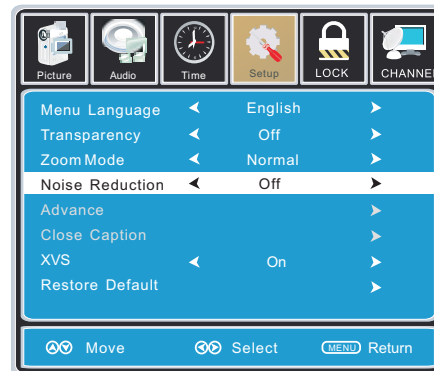 Picture Audio Time Setup LOCK CHANNEL
Menu Language English
Transparency Off
Zoom Mode Normal
Noise Reduction Off
Advance
Close Caption
XVS On
Restore Default
Move Select MENU Return